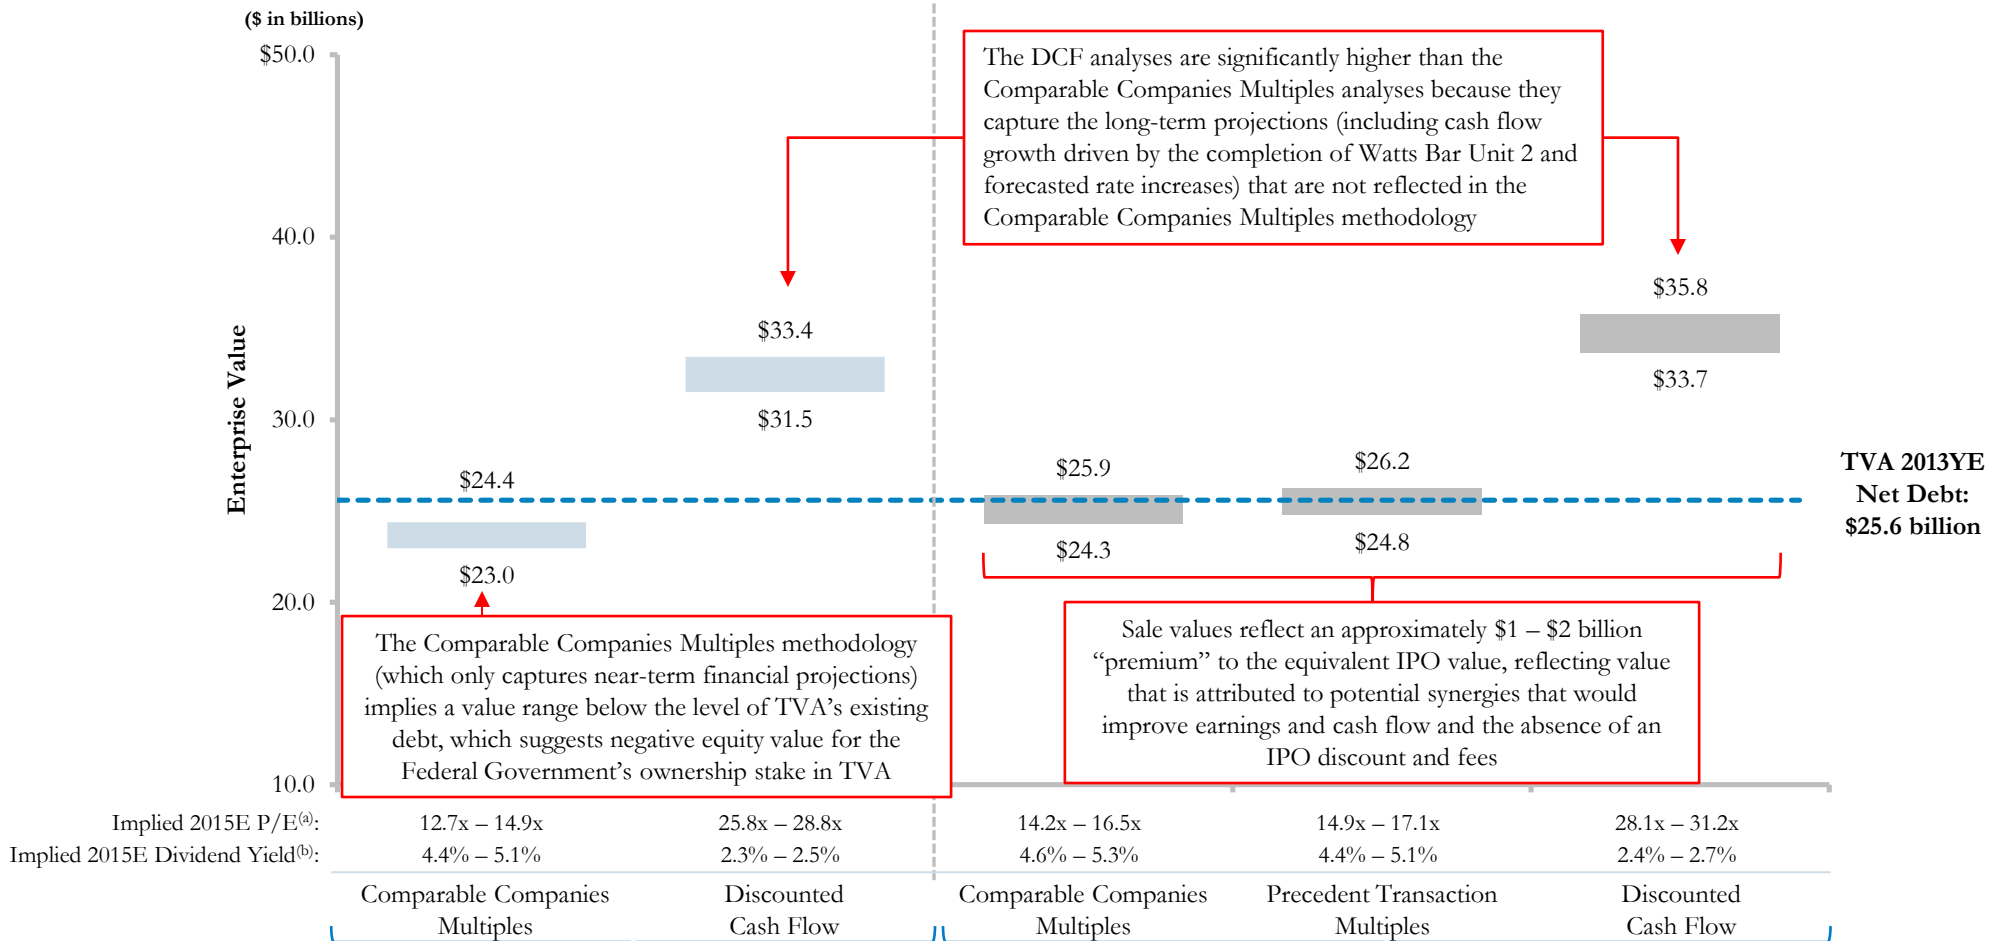 ($ in billions)
$50.0
40.0
30.0
20.0
10.0
Enterprise Value
The DCF analyses are significantly higher than the
Comparable Companies Multiples analyses because they
capture the long-term projections (including cash flow
growth driven by the completion of Watts Bar Unit 2 and
forecasted rate increases) that are not reflected in the
Comparable Companies Multiples methodology
$24.4
$23.0
$33.4
$31.5
$25.9
$24.3
$26.2
$24.8
$35.8
$33.7
TVA 2013YE
Net Debt:
$25.6 billion
The Comparable Companies Multiples methodology
(which only captures near-term financial projections)
implies a value range below the level of TVA’s existing
debt, which suggests negative equity value for the
Federal Government’s ownership stake in TVA
Sale values reflect an approximately $1 – $2 billion
“premium” to the equivalent IPO value, reflecting value
that is attributed to potential synergies that would
improve earnings and cash flow and the absence of an
IPO discount and fees
Implied 2015E P/E(a): 12.7x – 14.9x 25.8x – 28.8x 14.2x – 16.5x 14.9x – 17.1x 28.1x – 31.2x
Implied 2015E Dividend Yield(b): 4.4% – 5.1% 2.3% – 2.5% 4.6% – 5.3% 4.4% – 5.1% 2.4% – 2.7%
Comparable Companies
Multiples
Discounted
Cash Flow
Comparable Companies
Multiples
Precedent Transaction
Multiples
Discounted
Cash Flow